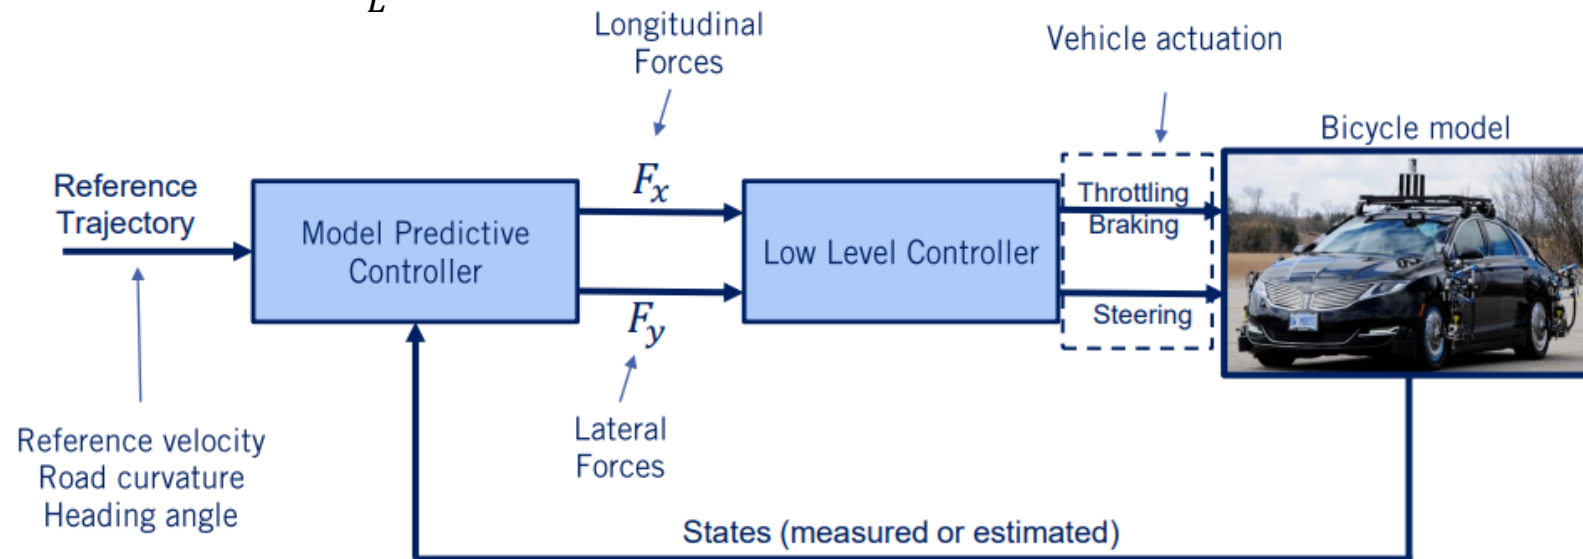 L
Longitudinal
Forces
Vehicle actuation
Bicycle model
Reference
Trajectory
F_x
Throttling
Braking
Model Predictive
Controller
Low Level Controller
F_y
Steering
Reference velocity
Road curvature
Heading angle
Lateral
Forces
States (measured or estimated)